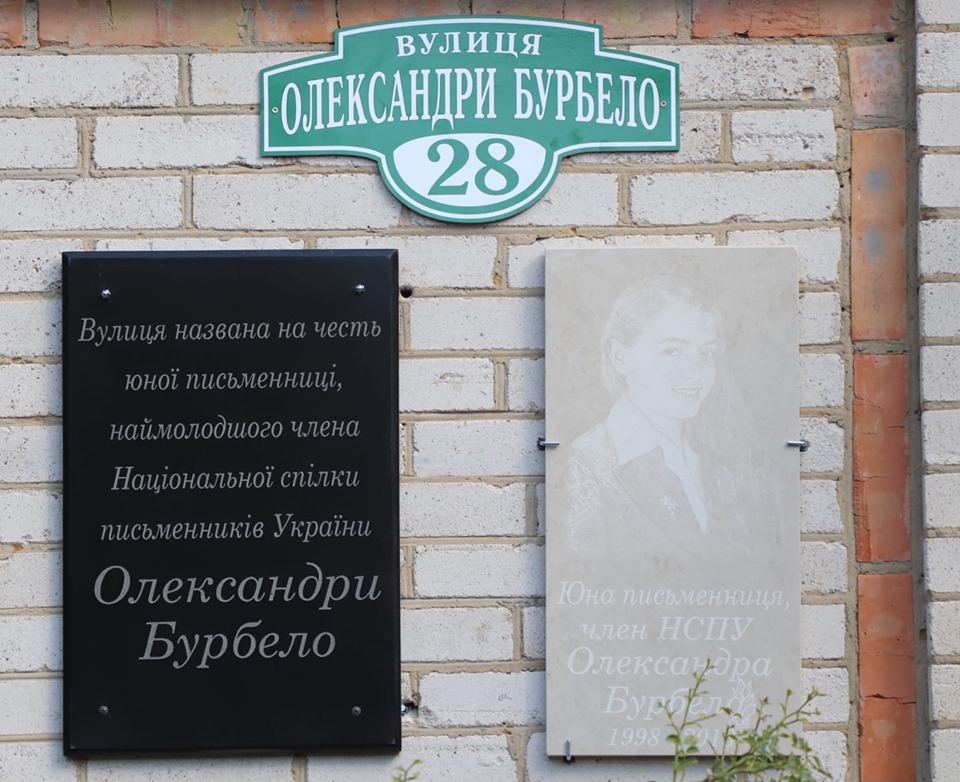 ВУЛИЦЯ
ОЛЕКСАНДРИ БУРБЕЛО
28
Вулиця названа на честь
юної письменниці,
наймолодшого члена
Національної спілки
письменників України
Олександри
Бурбело
Юна письменниця,
член НСПУ
Олександра
Бурбело
1998